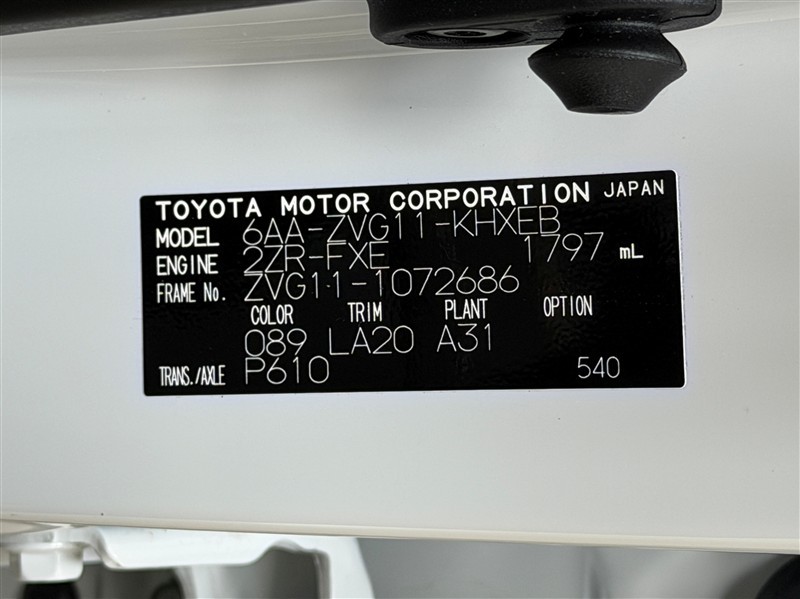 TOYOTA MOTOR CORPORATION JAPAN
MODEL 6AA-ZVG11-KHXEB
ENGINE 2ZR-FXE 1797 mL
FRAME No. ZVG11-1072686
COLOR TRIM PLANT OPTION
089 LA20 A31
TRANS./AXLE P610 540